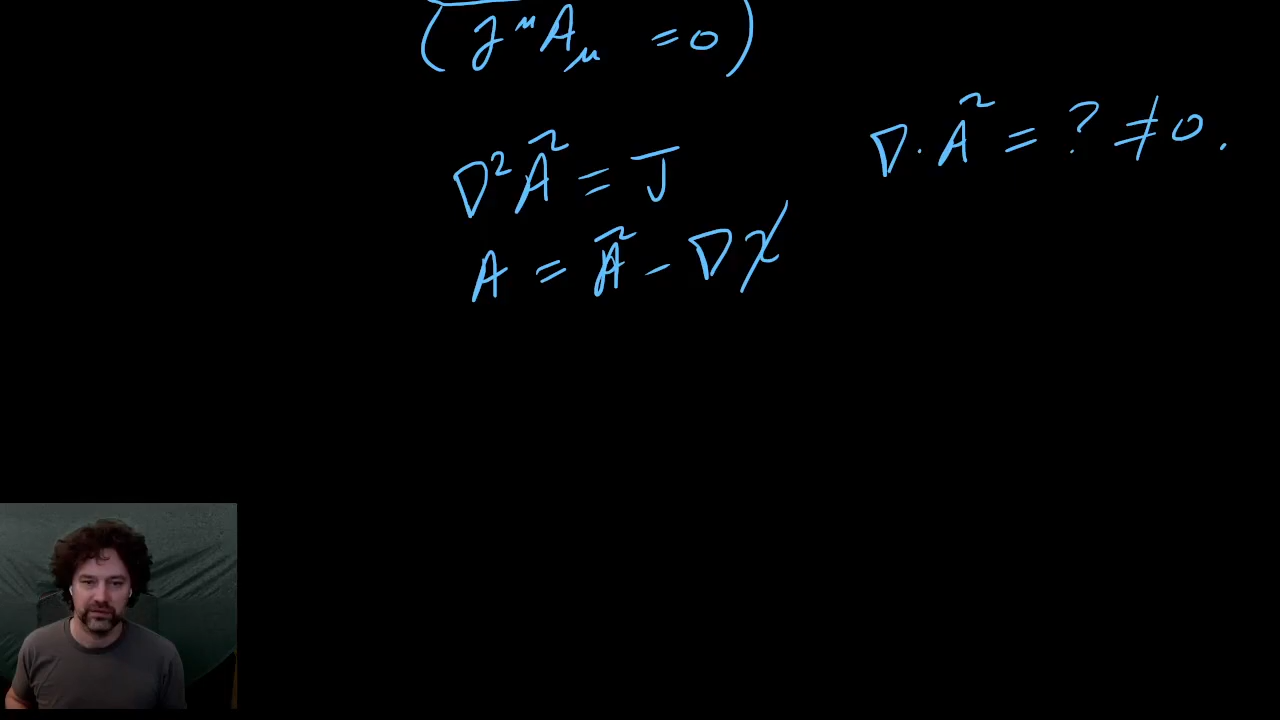 (∂^μ A_μ = 0)
∇·Ã = ? ≠ 0.
∇²Ã = J̄
A = Ã - ∇χ